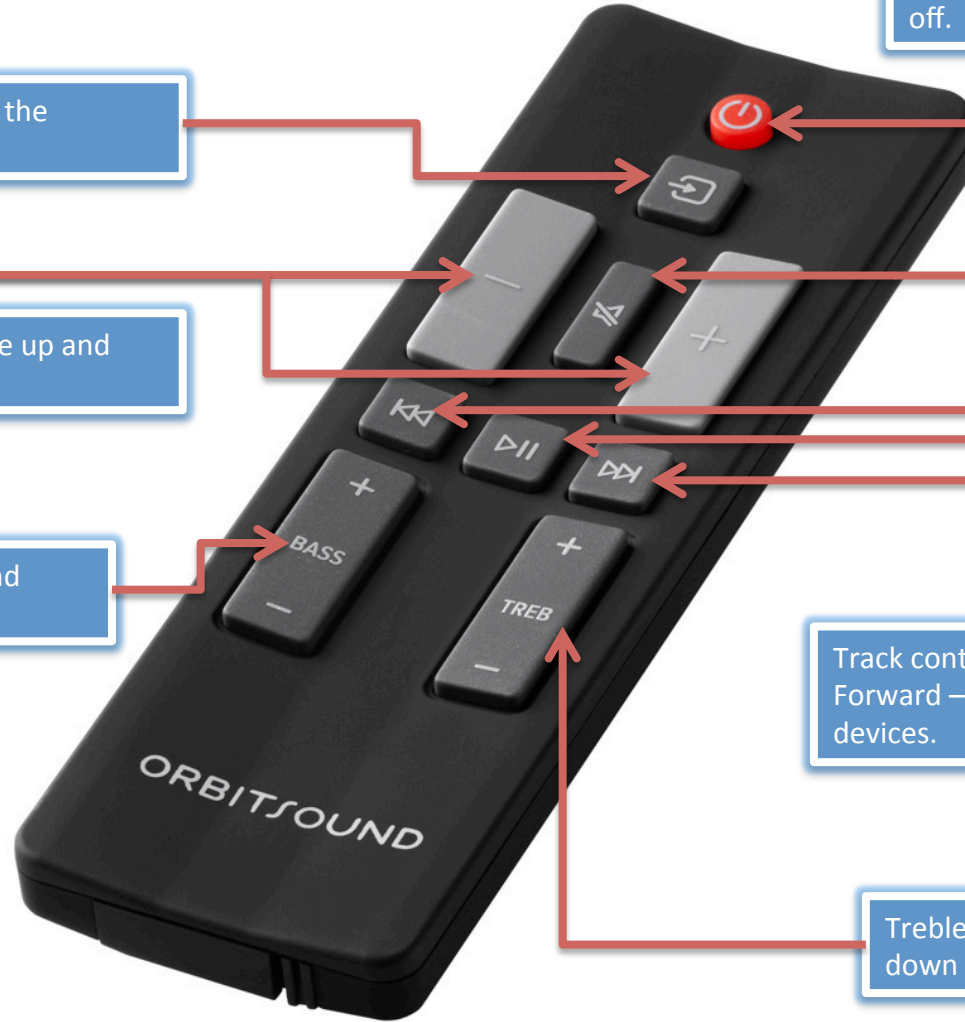 off.
the
e up and
BASS
TREB
nd
Track cont
Forward –
devices.
ORBITSOUND
Treble
down